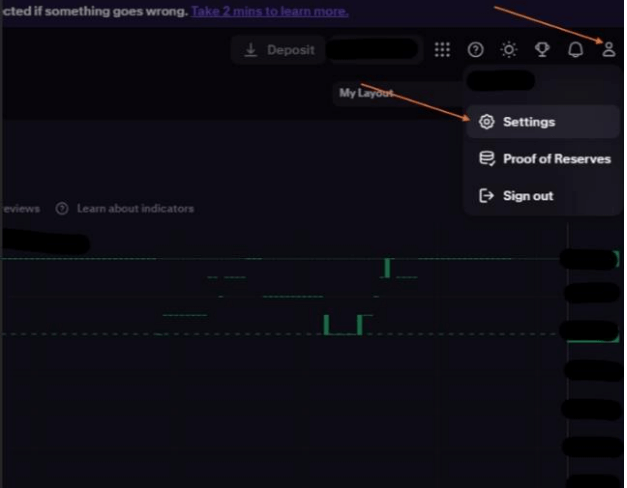 cted if something goes wrong. Take 2 mins to learn more.
Deposit
My Layout
Settings
Proof of Reserves
Sign out
eviews Learn about indicators